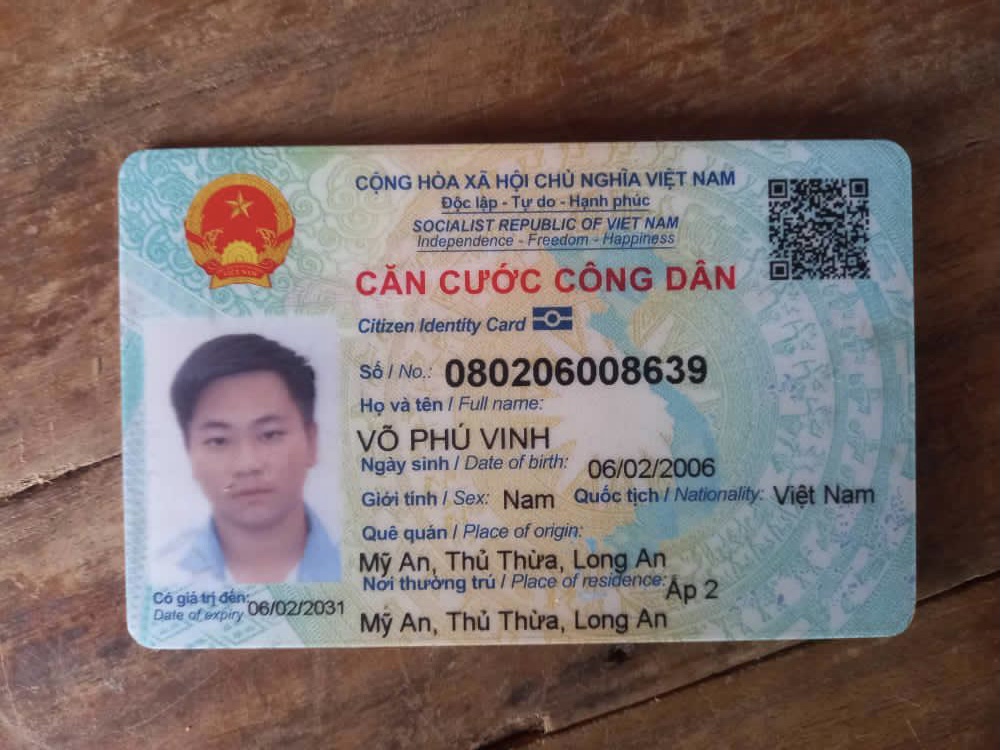 CỘNG HÒA XÃ HỘI CHỦ NGHĨA VIỆT NAM
Độc lập - Tự do - Hạnh phúc
SOCIALIST REPUBLIC OF VIET NAM
Independence - Freedom - Happiness
CĂN CƯỚC CÔNG DÂN
Citizen Identity Card
Số / No.: 080206008639
Họ và tên / Full name:
VÕ PHÚ VINH
Ngày sinh / Date of birth: 06/02/2006
Giới tính / Sex: Nam Quốc tịch / Nationality: Việt Nam
Quê quán / Place of origin:
Mỹ An, Thủ Thừa, Long An
Nơi thường trú / Place of residence: Ấp 2
Mỹ An, Thủ Thừa, Long An
Có giá trị đến: 06/02/2031
Date of expiry
VIỆT NAM